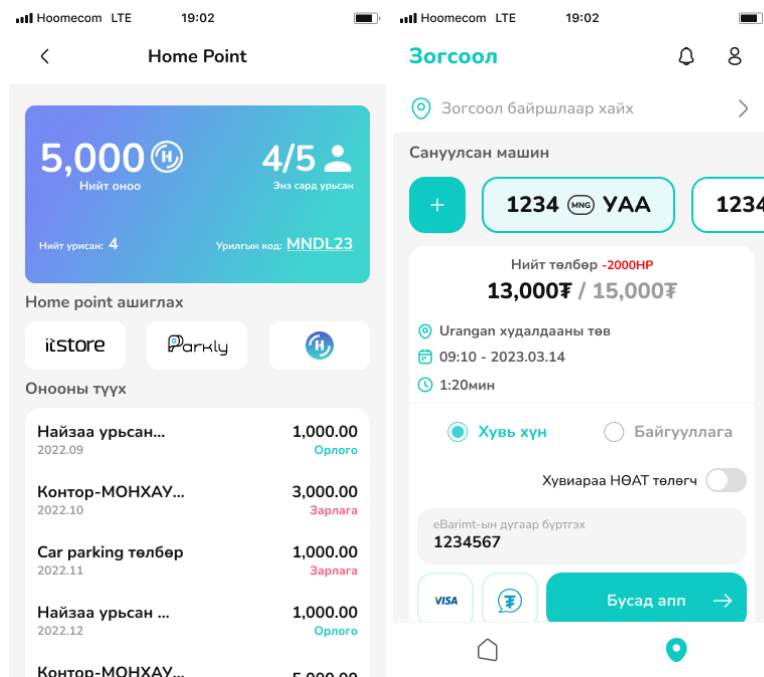 Hoomecom LTE 19:02
Home Point
5,000 H
Нийт оноо
4/5
Энэ сард урьсан
Нийт урисан: 4
Урилгын код: MNDL23
Home point ашиглах
itstore
Parkly
H
Онооны түүх
Найзаа урьсан... 1,000.00
2022.09 Орлого
Контор-МОНХАУ... 3,000.00
2022.10 Зарлага
Car parking төлбөр 1,000.00
2022.11 Зарлага
Найзаа урьсан ... 1,000.00
2022.12 Орлого
Контор-МОНХАУ... 5,000.00
Hoomecom LTE 19:02
Зогсоол
Зогсоол байршлаар хайх
Сануулсан машин
+ 1234 MNG УАА 1234
Нийт төлбөр -2000HP
13,000₮ / 15,000₮
Urangan худалдааны төв
09:10 - 2023.03.14
1:20мин
Хувь хүн Байгууллага
Хувиараа НӨАТ төлөгч
eBarimt-ын дугаар бүртгэх
1234567
VISA ₮ Бусад апп